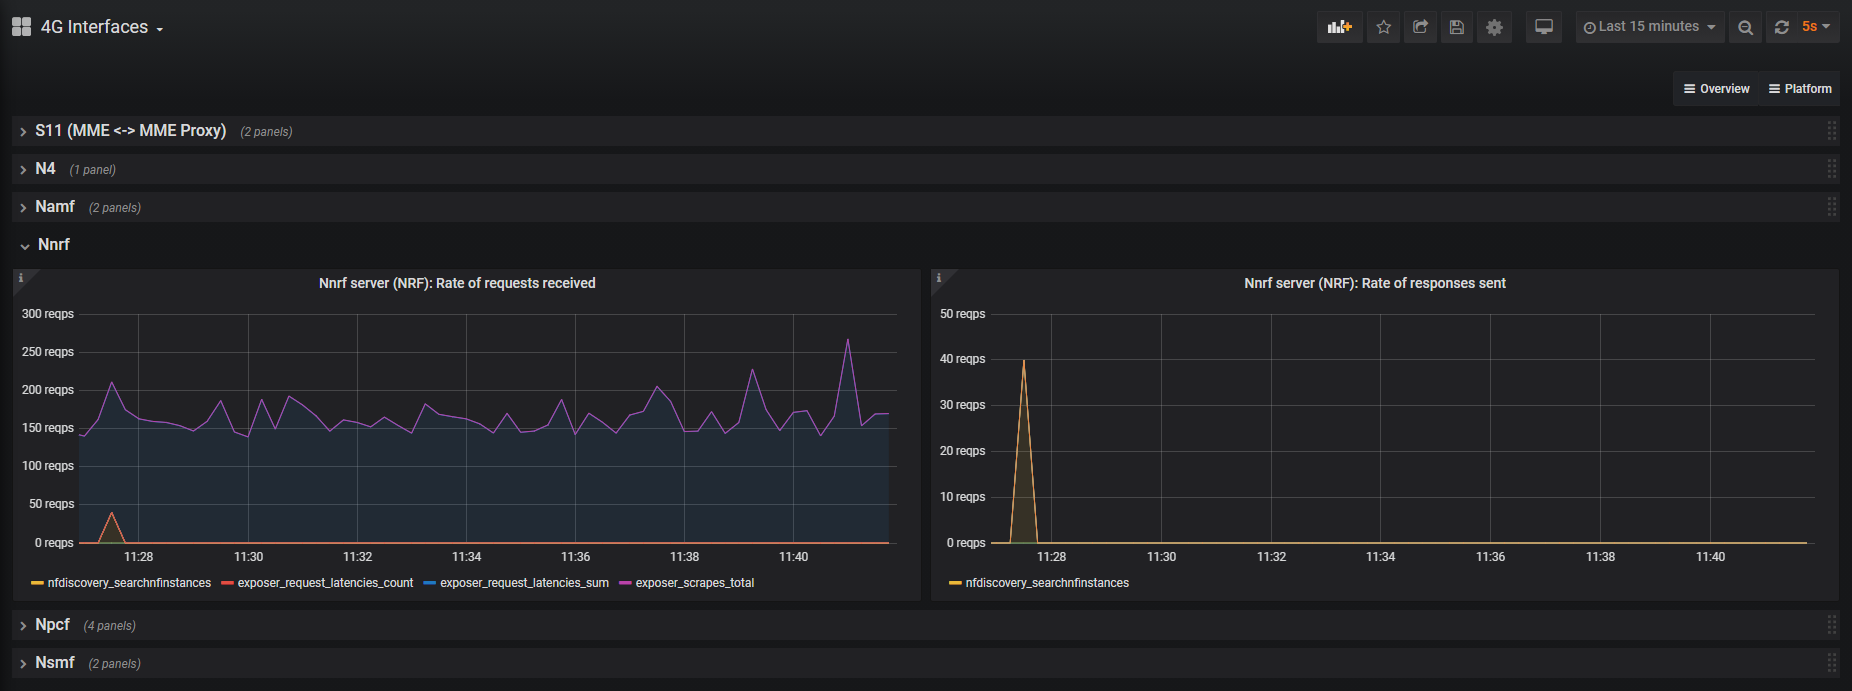 4G Interfaces
Last 15 minutes
5s
Overview
Platform
S11 (MME <-> MME Proxy) (2 panels)
N4 (1 panel)
Namf (2 panels)
Nnrf
Nnrf server (NRF): Rate of requests received
300 reqps
250 reqps
200 reqps
150 reqps
100 reqps
50 reqps
0 reqps
11:28 11:30 11:32 11:34 11:36 11:38 11:40
nfdiscovery_searchnfinstances exposer_request_latencies_count exposer_request_latencies_sum exposer_scrapes_total
Nnrf server (NRF): Rate of responses sent
50 reqps
40 reqps
30 reqps
20 reqps
10 reqps
0 reqps
11:28 11:30 11:32 11:34 11:36 11:38 11:40
nfdiscovery_searchnfinstances
Npcf (4 panels)
Nsmf (2 panels)